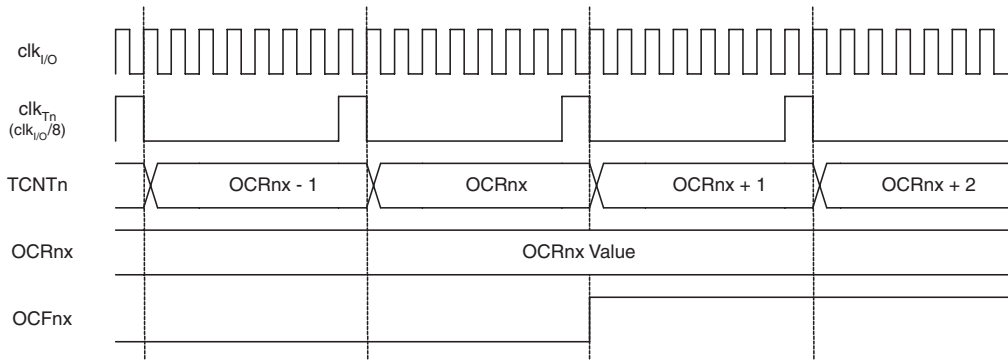 clkI/O
clkTn
(clkI/O/8)
TCNTn OCRnx - 1 OCRnx OCRnx + 1 OCRnx + 2
OCRnx OCRnx Value
OCFnx